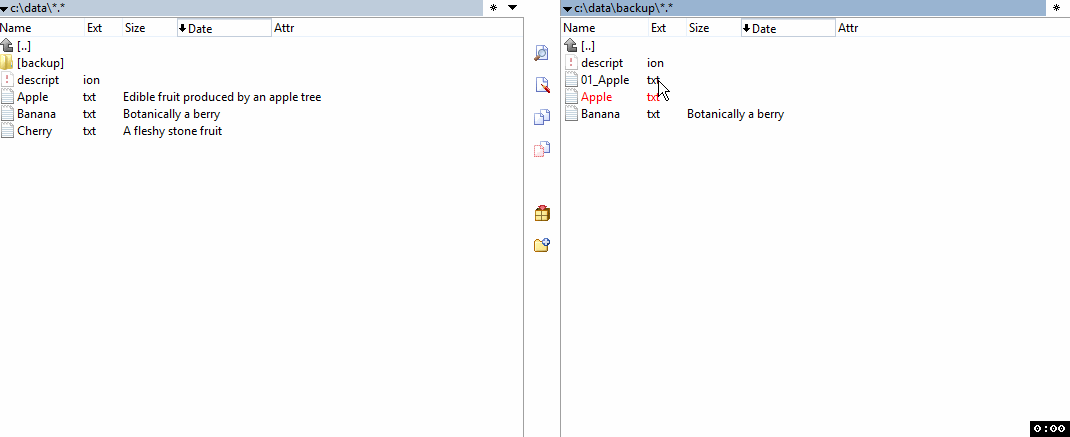 c:\data\*.* *
Name Ext Size Date Attr
[..]
[backup]
descript ion
Apple txt Edible fruit produced by an apple tree
Banana txt Botanically a berry
Cherry txt A fleshy stone fruit
c:\data\backup\*.* *
Name Ext Size Date Attr
[..]
descript ion
01_Apple txt
Apple txt
Banana txt Botanically a berry
0:00